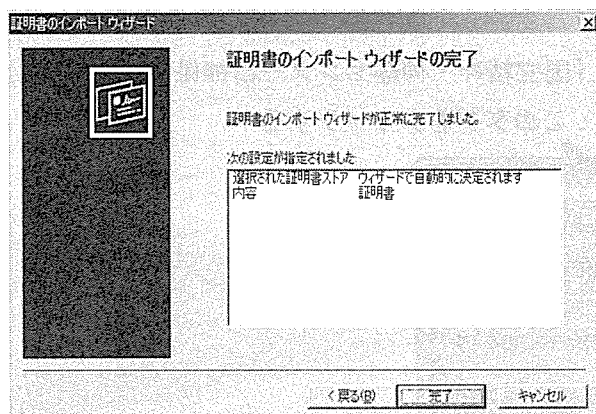 証明書のインポート ウィザード
証明書のインポート ウィザードの完了
証明書のインポート ウィザードが正常に完了しました。
次の設定が指定されました
選択された証明書ストア ウィザードで自動的に決定されます
内容 証明書
< 戻る(B) 完了 キャンセル